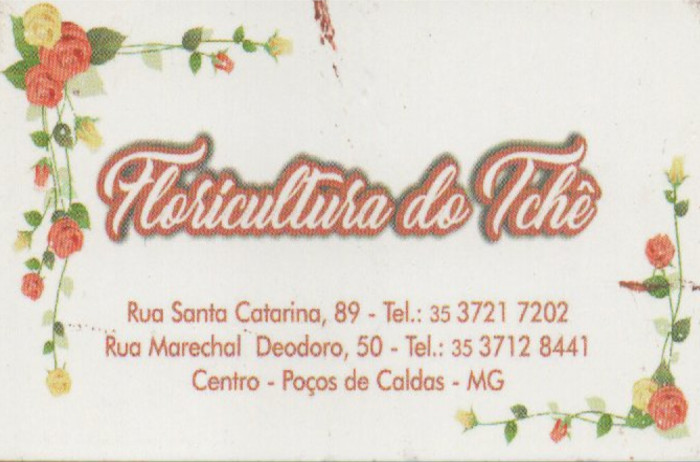 Floricultura do Tchê
Rua Santa Catarina, 89 - Tel.: 35 3721 7202
Rua Marechal Deodoro, 50 - Tel.: 35 3712 8441
Centro - Poços de Caldas - MG